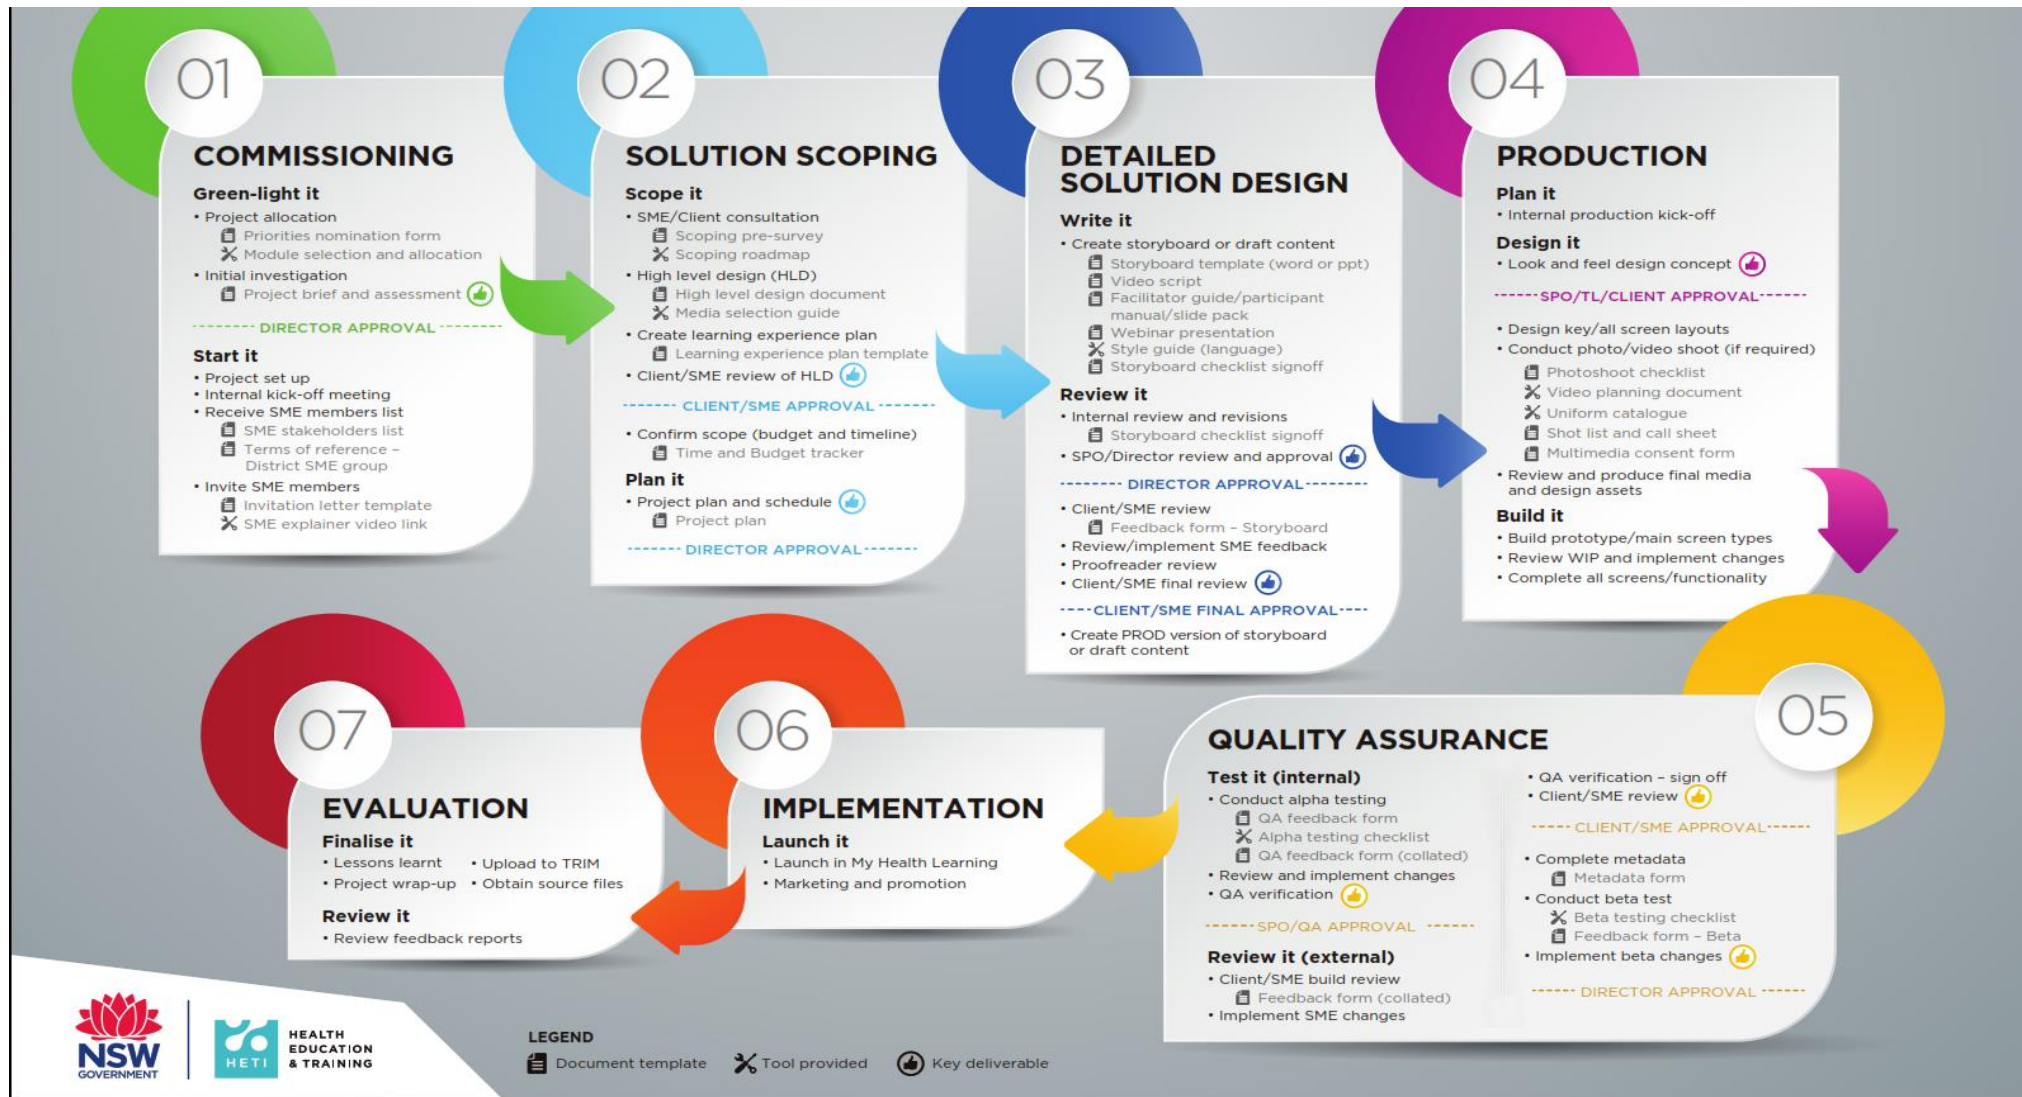 01
COMMISSIONING
Green-light it
• Project allocation
Priorities nomination form
Module selection and allocation
• Initial investigation
Project brief and assessment
DIRECTOR APPROVAL
Start it
• Project set up
• Internal kick-off meeting
• Receive SME members list
SME stakeholders list
Terms of reference –
District SME group
• Invite SME members
Invitation letter template
SME explainer video link
02
SOLUTION SCOPING
Scope it
• SME/Client consultation
Scoping pre-survey
Scoping roadmap
• High level design (HLD)
High level design document
Media selection guide
• Create learning experience plan
Learning experience plan template
• Client/SME review of HLD
CLIENT/SME APPROVAL
• Confirm scope (budget and timeline)
Time and Budget tracker
Plan it
• Project plan and schedule
Project plan
DIRECTOR APPROVAL
03
DETAILED
SOLUTION DESIGN
Write it
• Create storyboard or draft content
Storyboard template (word or ppt)
Video script
Facilitator guide/participant
manual/slide pack
Webinar presentation
Style guide (language)
Storyboard checklist signoff
Review it
• Internal review and revisions
Storyboard checklist signoff
• SPO/Director review and approval
DIRECTOR APPROVAL
• Client/SME review
Feedback form – Storyboard
• Review/implement SME feedback
• Proofreader review
• Client/SME final review
CLIENT/SME FINAL APPROVAL
• Create PROD version of storyboard
or draft content
04
PRODUCTION
Plan it
• Internal production kick-off
Design it
• Look and feel design concept
SPO/TL/CLIENT APPROVAL
• Design key/all screen layouts
• Conduct photo/video shoot (if required)
Photoshoot checklist
Video planning document
Uniform catalogue
Shot list and call sheet
Multimedia consent form
• Review and produce final media
and design assets
Build it
• Build prototype/main screen types
• Review WIP and implement changes
• Complete all screens/functionality
05
QUALITY ASSURANCE
Test it (internal)
• Conduct alpha testing
QA feedback form
Alpha testing checklist
QA feedback form (collated)
• Review and implement changes
• QA verification
SPO/QA APPROVAL
Review it (external)
• Client/SME build review
Feedback form (collated)
• Implement SME changes
• QA verification – sign off
• Client/SME review
CLIENT/SME APPROVAL
• Complete metadata
Metadata form
• Conduct beta test
Beta testing checklist
Feedback form – Beta
• Implement beta changes
DIRECTOR APPROVAL
06
IMPLEMENTATION
Launch it
• Launch in My Health Learning
• Marketing and promotion
07
EVALUATION
Finalise it
• Lessons learnt • Upload to TRIM
• Project wrap-up • Obtain source files
Review it
• Review feedback reports
NSW
GOVERNMENT
HETI
HEALTH
EDUCATION
& TRAINING
LEGEND
Document template Tool provided Key deliverable